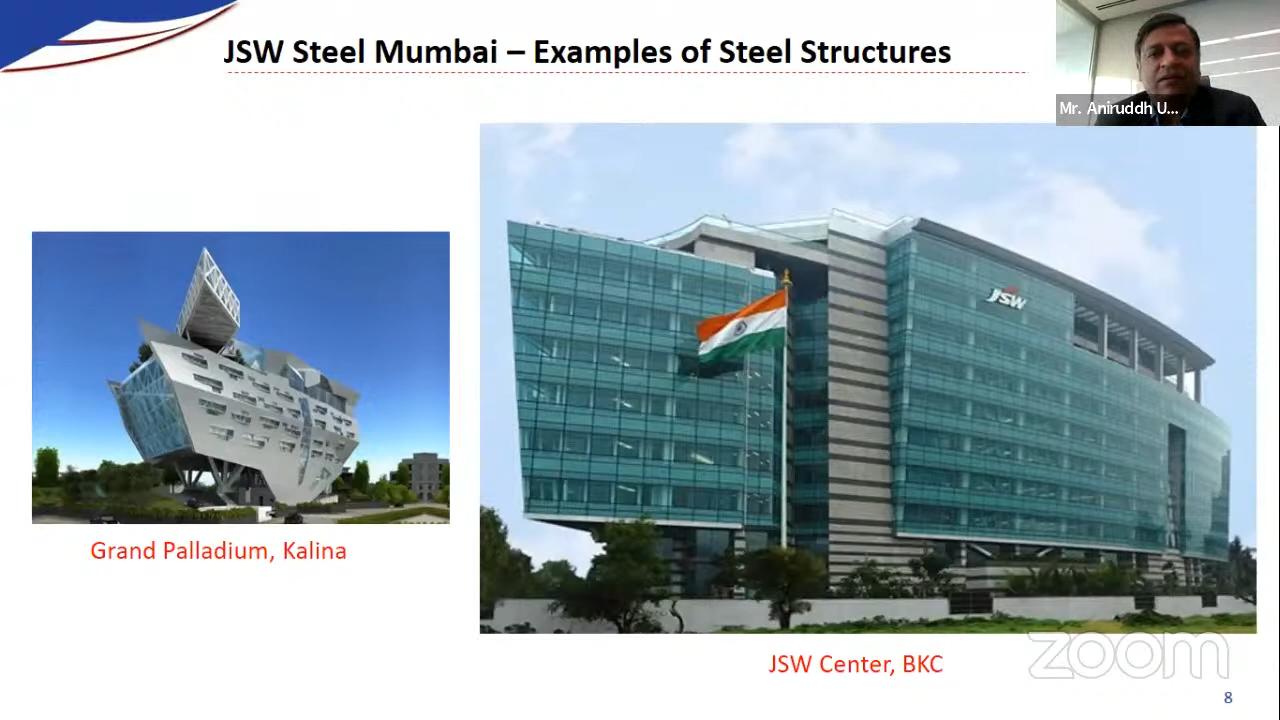 JSW Steel Mumbai – Examples of Steel Structures
Mr. Aniruddh U...
JSW
Grand Palladium, Kalina
JSW Center, BKC
zoom
8